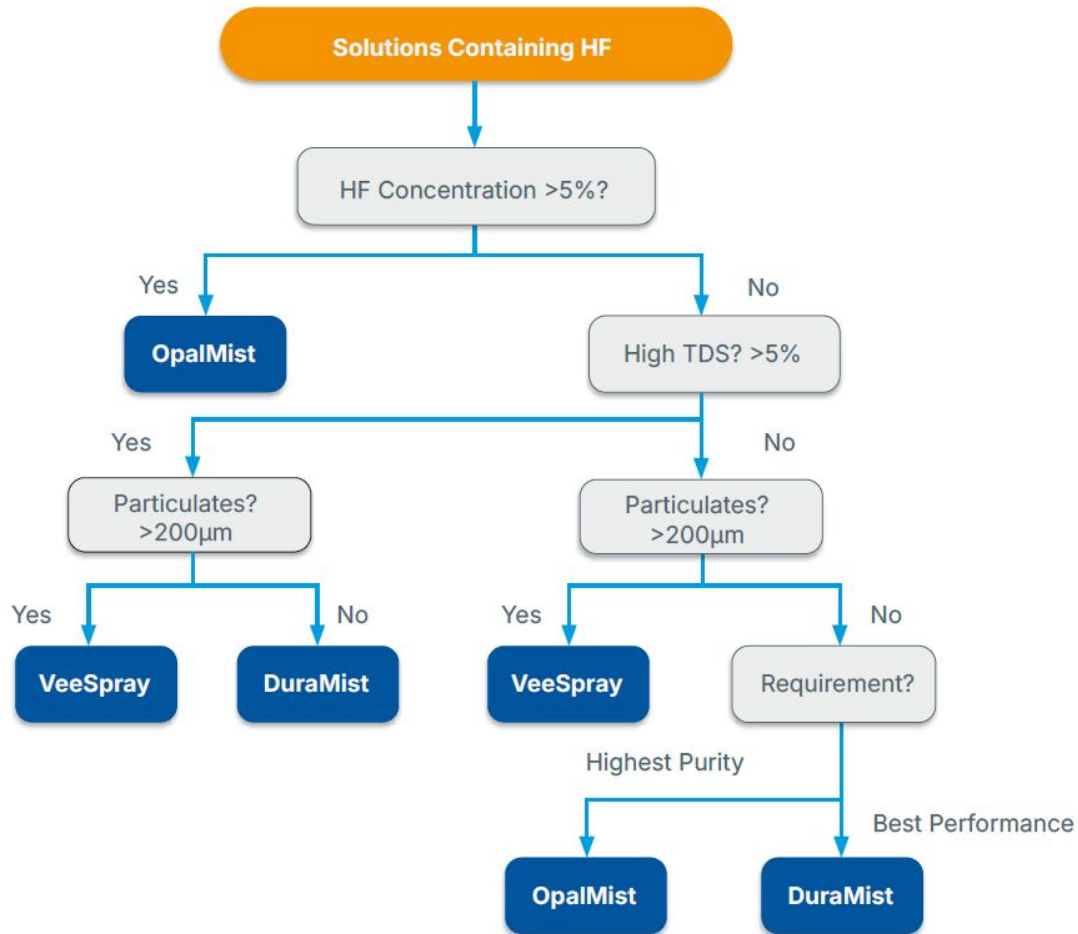 Solutions Containing HF
HF Concentration >5%?
Yes
No
OpalMist
High TDS? >5%
Yes
No
Particulates?
>200μm
Particulates?
>200μm
Yes
No
Yes
No
VeeSpray
DuraMist
VeeSpray
Requirement?
Highest Purity
Best Performance
OpalMist
DuraMist